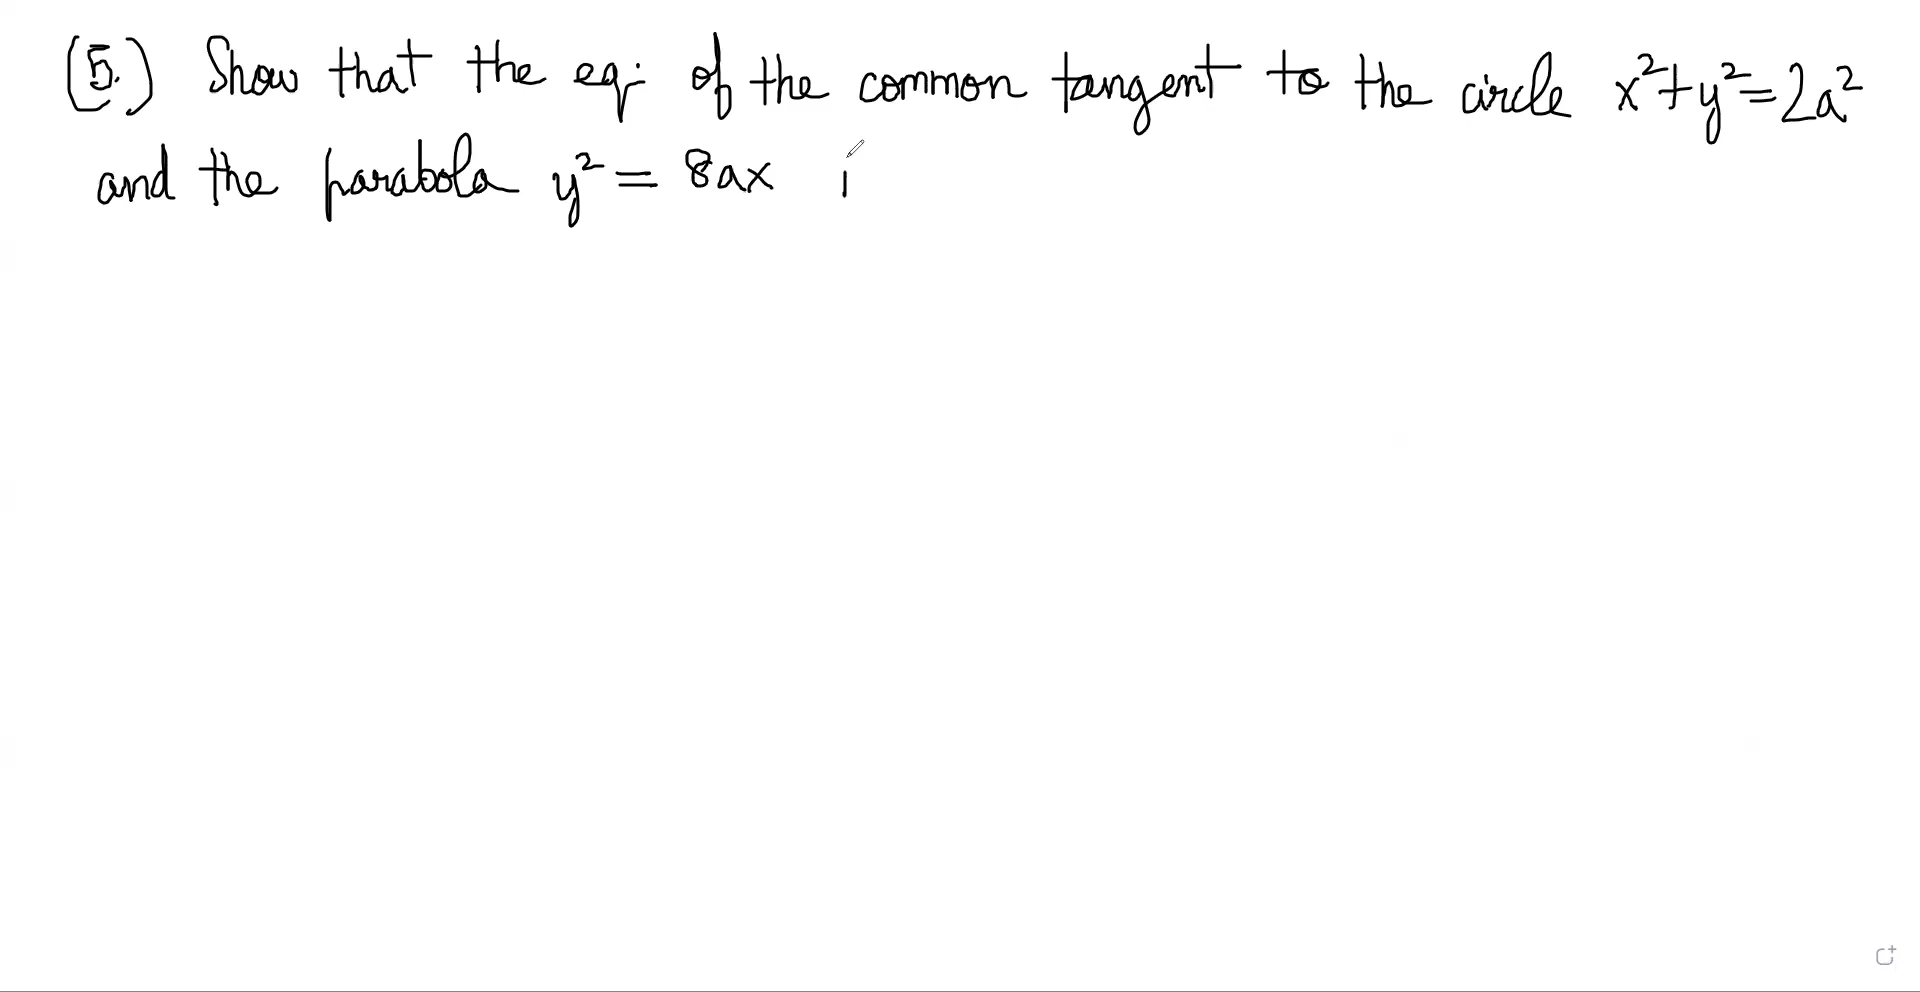 (5.) Show that the eq. of the common tangent to the circle x²+y²=2a²
and the parabola y² = 8ax i